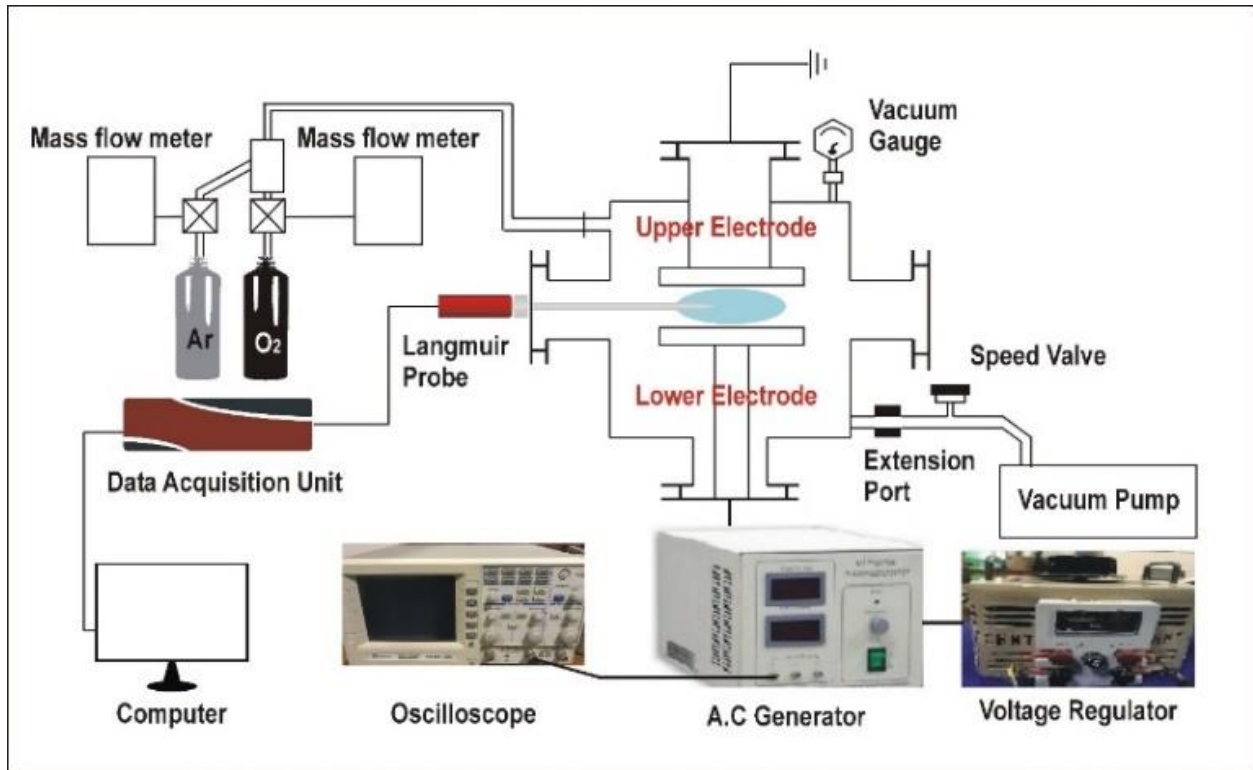 Mass flow meter
Mass flow meter
Vacuum
Gauge
Upper Electrode
Ar
O2
Langmuir
Probe
Speed Valve
Lower Electrode
Extension
Port
Vacuum Pump
Data Acquisition Unit
Computer
Oscilloscope
A.C Generator
Voltage Regulator